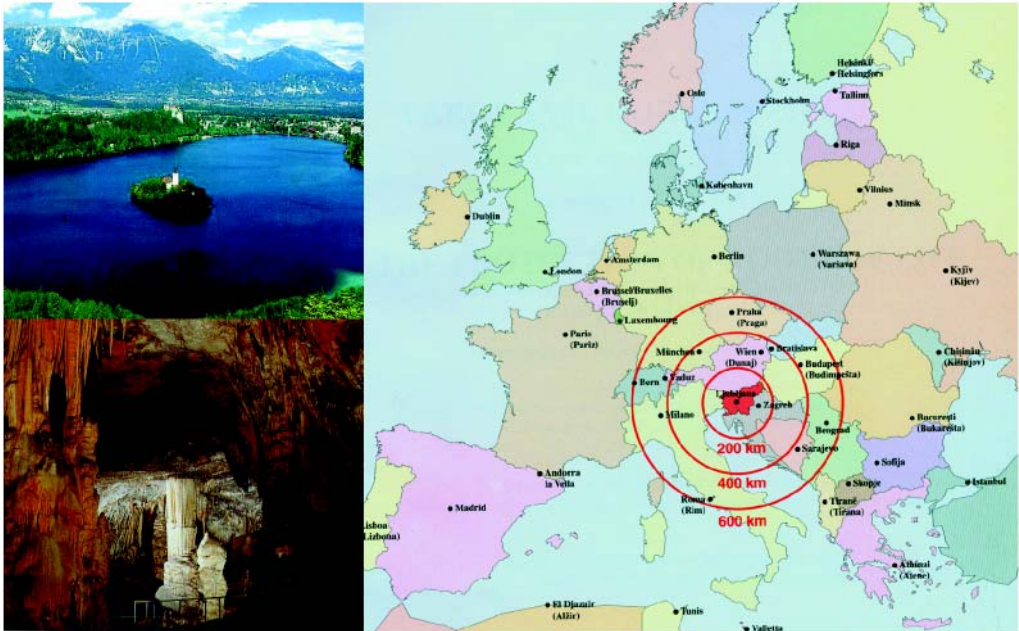 Helsinki
Helsingfors
Oslo
Stockholm
Tallinn
Riga
København
Vilnius
Minsk
Dublin
Amsterdam
Berlin
Warszawa
(Varšava)
London
Kyjiv
(Kijev)
Brussel/Bruxelles
(Bruselj)
Luxembourg
Praha
(Praga)
Paris
(Pariz)
München
Wien
(Dunaj)
Bratislava
Budapest
(Budimpešta)
Chişinău
(Kišinjov)
Bern
Vaduz
Ljubljana
Zagreb
Milano
Beograd
Bucureşti
(Bukarešta)
200 km
Sarajevo
Sofija
400 km
Andorra
la Vella
Skopje
Istanbul
Roma
(Rim)
Tiranë
(Tirana)
Madrid
600 km
Lisboa
(Lizbona)
Athínai
(Atene)
El Djazaïr
(Alžir)
Tunis
Valletta